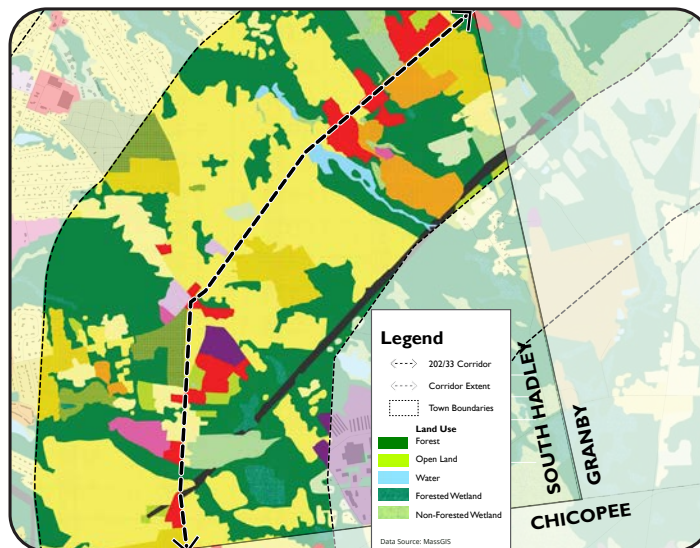 Legend
202/33 Corridor
Corridor Extent
Town Boundaries
Land Use
Forest
Open Land
Water
Forested Wetland
Non-Forested Wetland
Data Source: MassGIS
SOUTH HADLEY
GRANBY
CHICOPEE